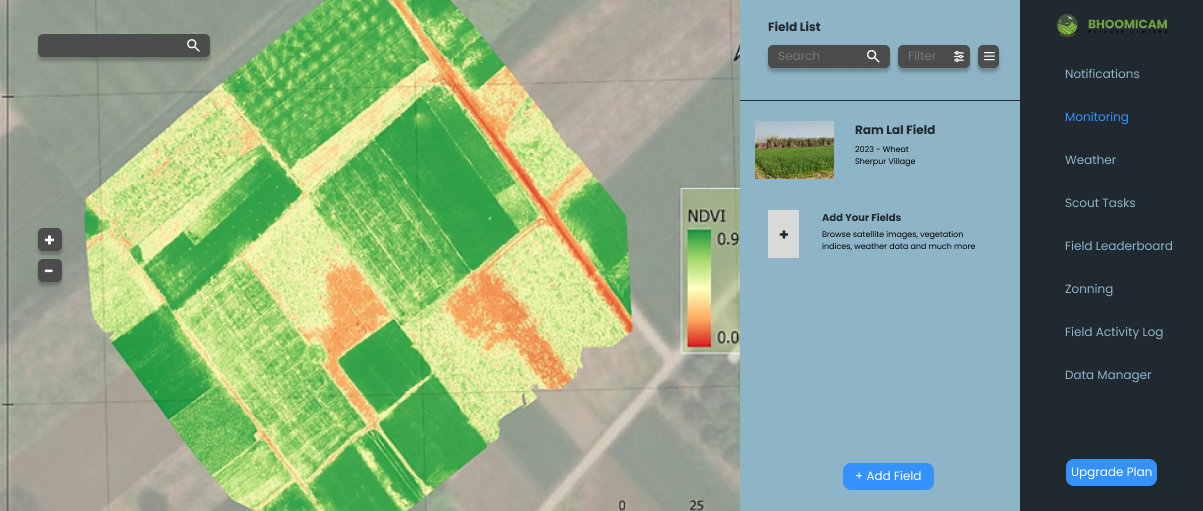 NDVI
0.9
0.0
0
25
Field List
Search
Filter
Ram Lal Field
2023 - Wheat
Sherpur Village
Add Your Fields
Browse satellite images, vegetation
indices, weather data and much more
+ Add Field
BHOOMICAM
PRIVATE LIMITED
Notifications
Monitoring
Weather
Scout Tasks
Field Leaderboard
Zonning
Field Activity Log
Data Manager
Upgrade Plan